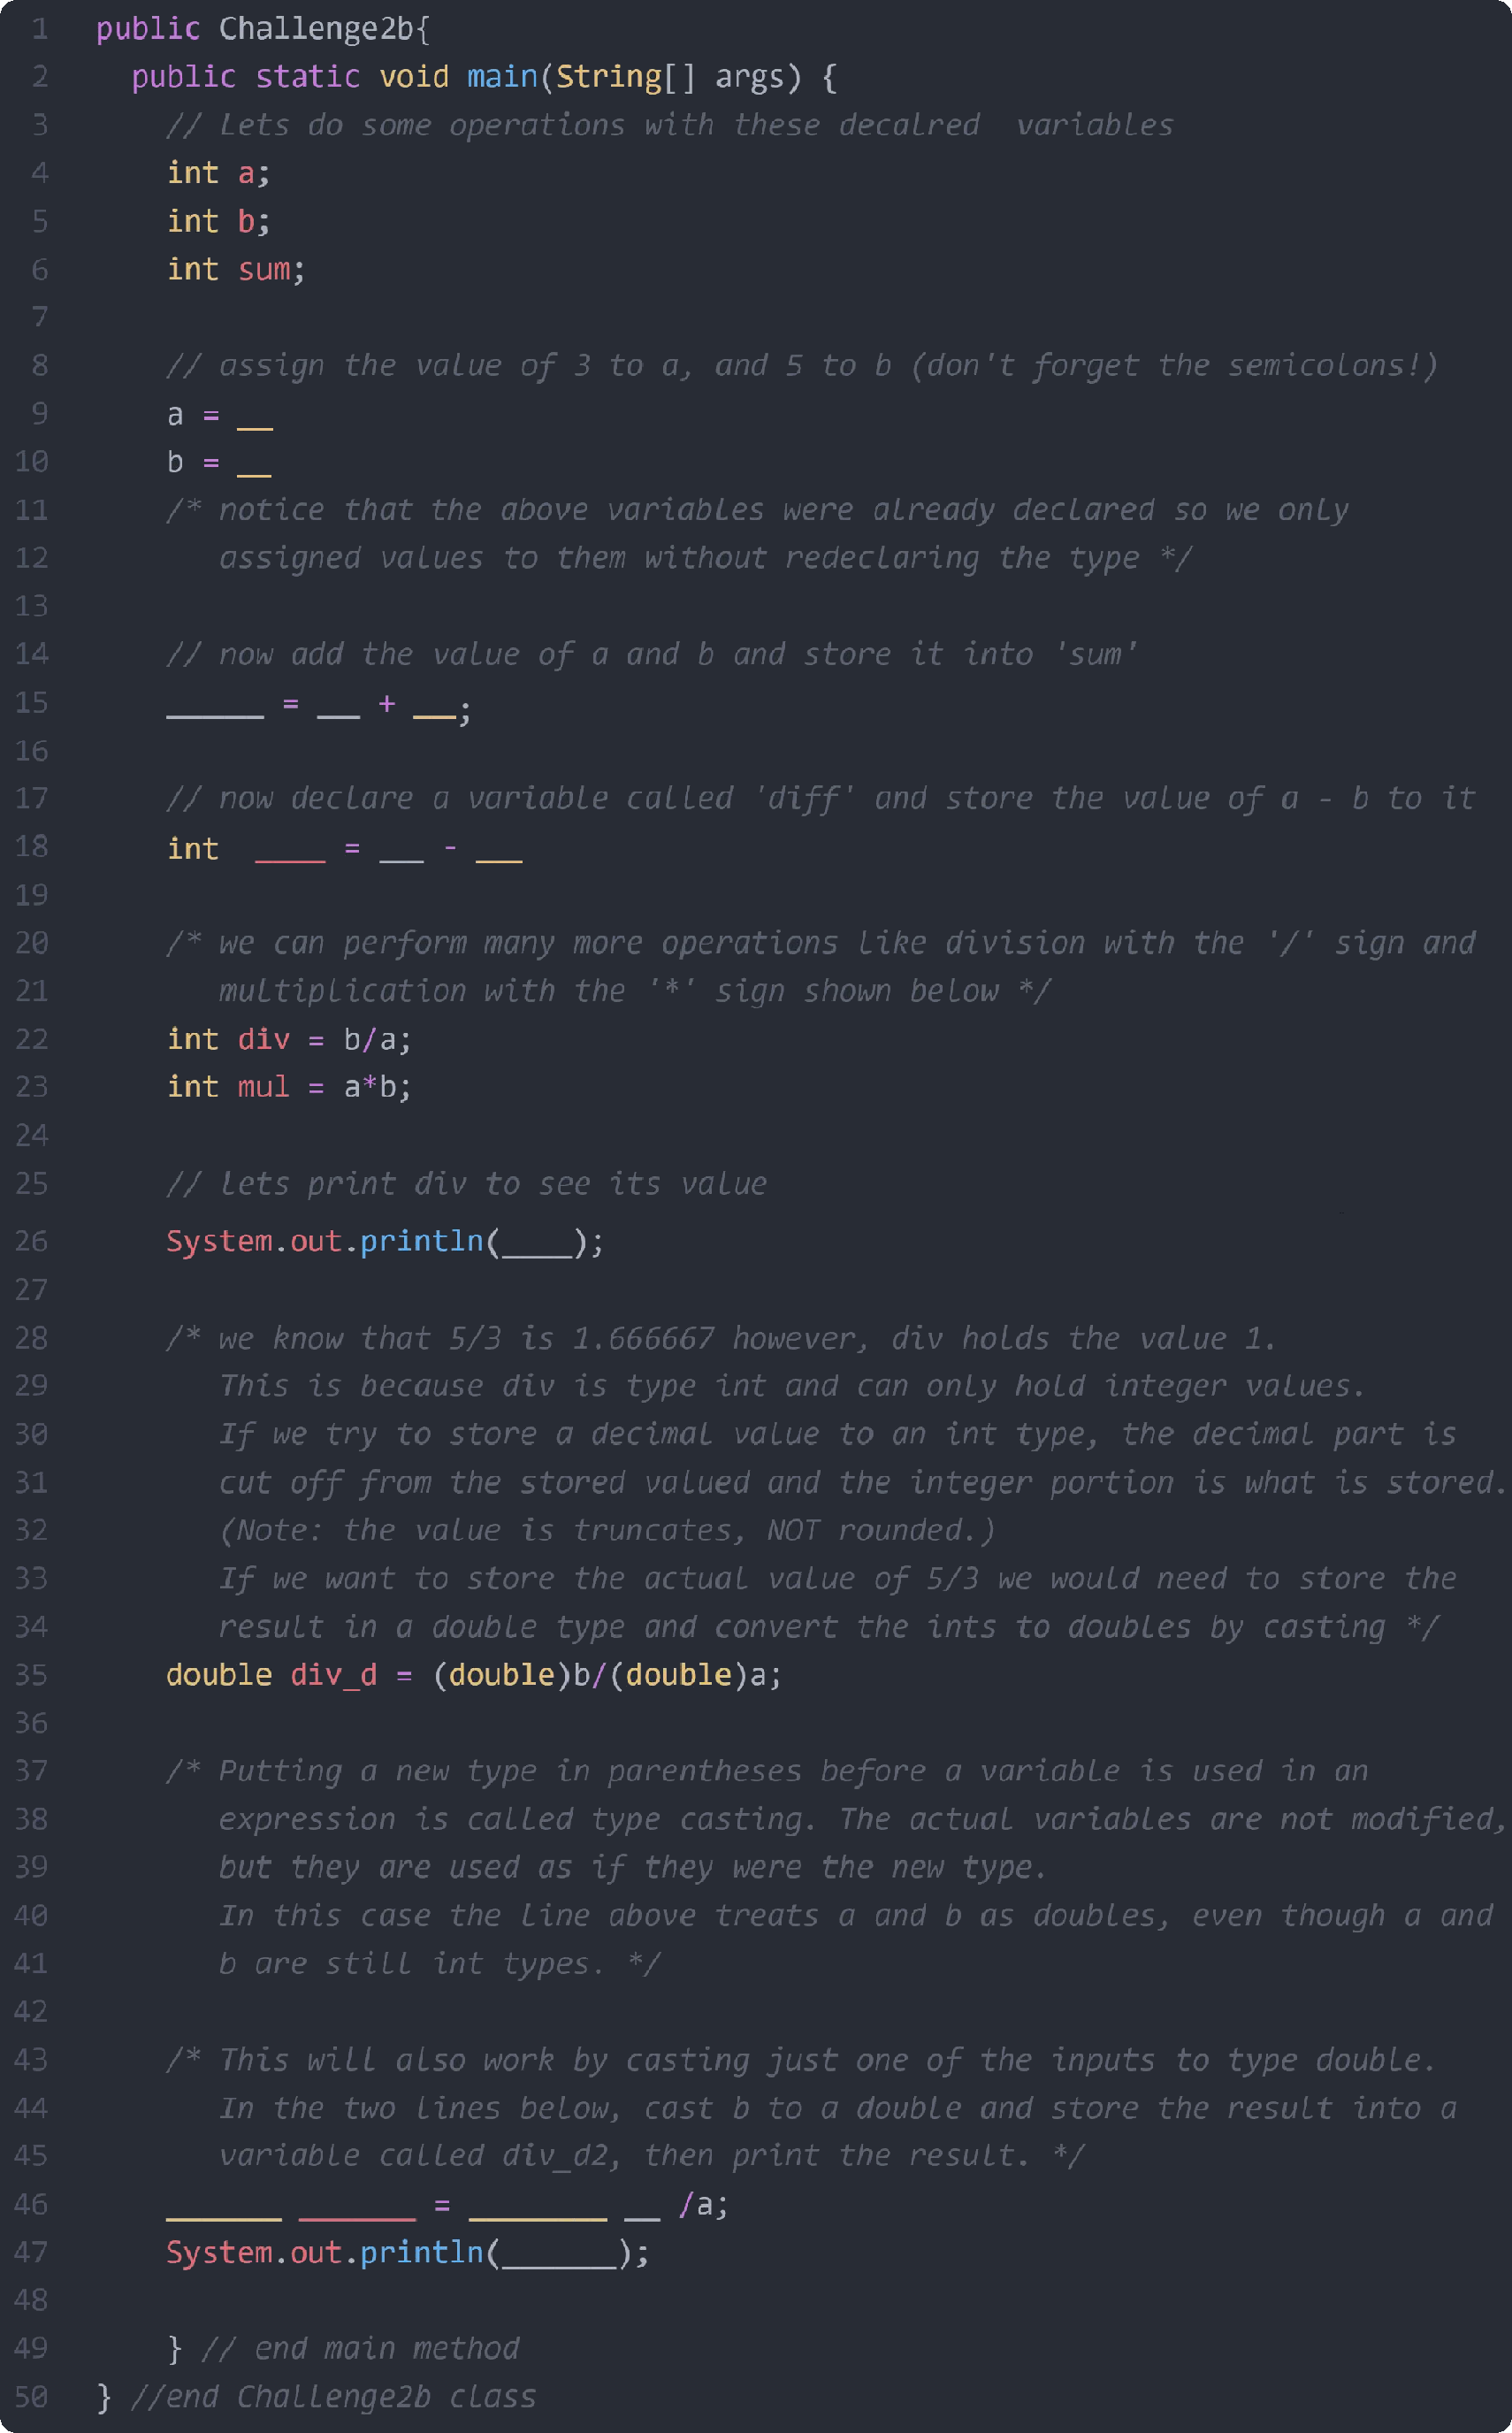 1 public Challenge2b{
2 public static void main(String[] args) {
3 // Lets do some operations with these decalred  variables
4 int a;
5 int b;
6 int sum;
7
8 // assign the value of 3 to a, and 5 to b (don't forget the semicolons!)
9 a = __
10 b = __
11 /* notice that the above variables were already declared so we only
12 assigned values to them without redeclaring the type */
13
14 // now add the value of a and b and store it into 'sum'
15 _____ = __ + __;
16
17 // now declare a variable called 'diff' and store the value of a - b to it
18 int  ____ = __ - __
19
20 /* we can perform many more operations like division with the '/' sign and
21 multiplication with the '*' sign shown below */
22 int div = b/a;
23 int mul = a*b;
24
25 // lets print div to see its value
26 System.out.println(____);
27
28 /* we know that 5/3 is 1.666667 however, div holds the value 1.
29 This is because div is type int and can only hold integer values.
30 If we try to store a decimal value to an int type, the decimal part is
31 cut off from the stored valued and the integer portion is what is stored.
32 (Note: the value is truncates, NOT rounded.)
33 If we want to store the actual value of 5/3 we would need to store the
34 result in a double type and convert the ints to doubles by casting */
35 double div_d = (double)b/(double)a;
36
37 /* Putting a new type in parentheses before a variable is used in an
38 expression is called type casting. The actual variables are not modified,
39 but they are used as if they were the new type.
40 In this case the line above treats a and b as doubles, even though a and
41 b are still int types. */
42
43 /* This will also work by casting just one of the inputs to type double.
44 In the two lines below, cast b to a double and store the result into a
45 variable called div_d2, then print the result. */
46 ______ ______ = ________ __ /a;
47 System.out.println(______);
48
49 } // end main method
50 } //end Challenge2b class